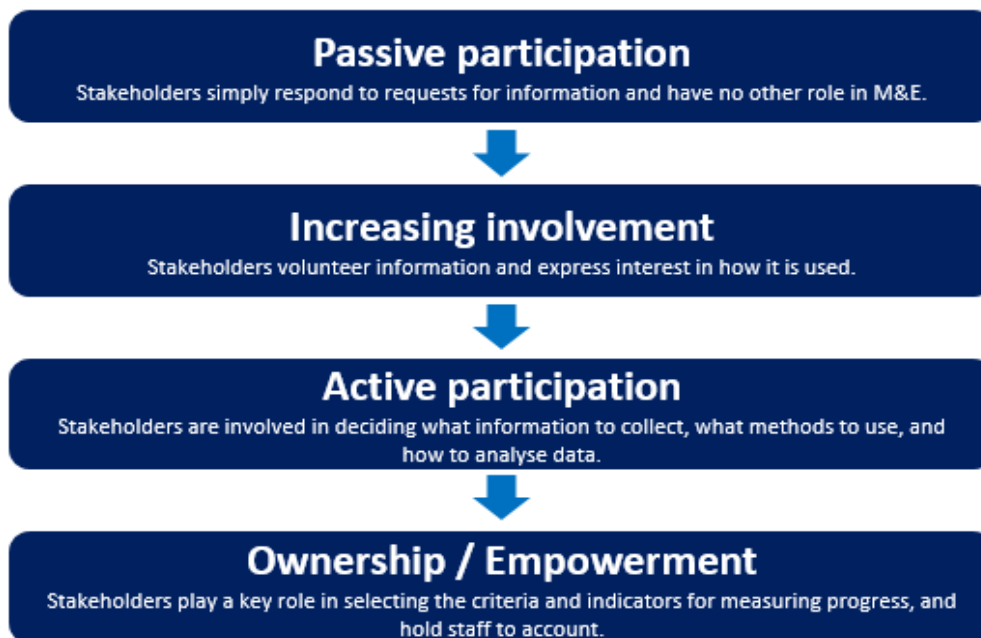 Passive participation
Stakeholders simply respond to requests for information and have no other role in M&E.
Increasing involvement
Stakeholders volunteer information and express interest in how it is used.
Active participation
Stakeholders are involved in deciding what information to collect, what methods to use, and
how to analyse data.
Ownership / Empowerment
Stakeholders play a key role in selecting the criteria and indicators for measuring progress, and
hold staff to account.